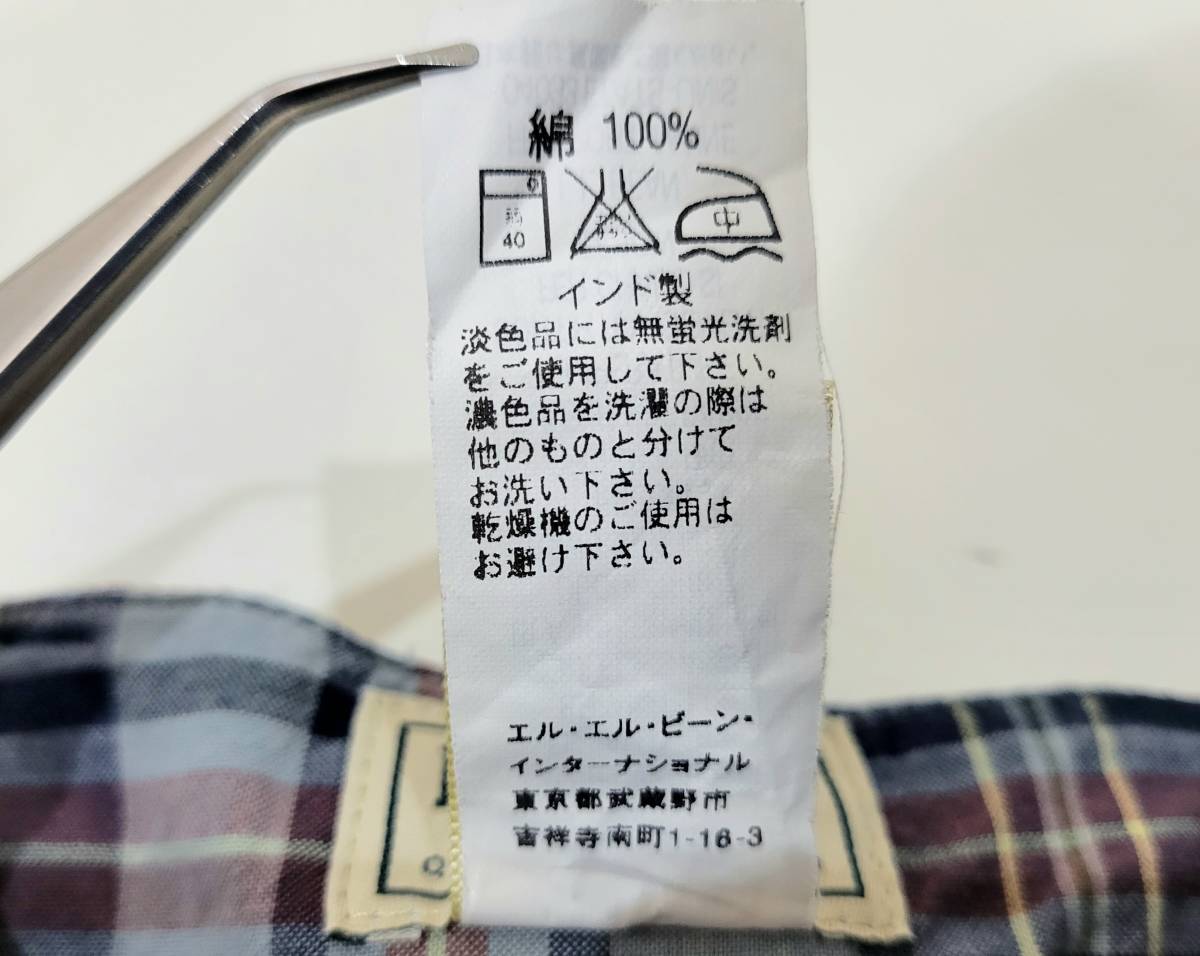 綿 100%
弱
40
中
インド製
淡色品には無蛍光洗剤
をご使用して下さい。
濃色品を洗濯の際は
他のものと分けて
お洗い下さい。
乾燥機のご使用は
お避け下さい。
エル・エル・ビーン・
インターナショナル
東京都武蔵野市
吉祥寺南町1-16-3